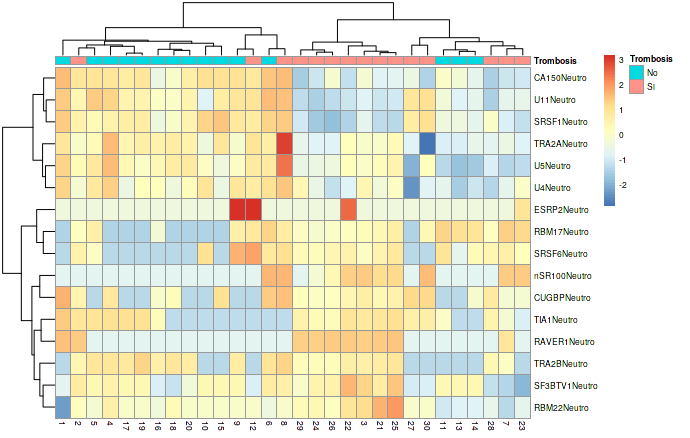 Trombosis
CA150Neutro
U11Neutro
SRSF1Neutro
TRA2ANeutro
U5Neutro
U4Neutro
ESRP2Neutro
RBM17Neutro
SRSF6Neutro
nSR100Neutro
CUGBPNeutro
TIA1Neutro
RAVER1Neutro
TRA2BNeutro
SF3BTV1Neutro
RBM22Neutro
1 2 5 4 17 19 16 18 20 10 15 9 12 6 8 29 24 26 22 3 21 25 27 30 11 13 14 28 7 23
3
2
1
0
-1
-2
Trombosis
No
SI